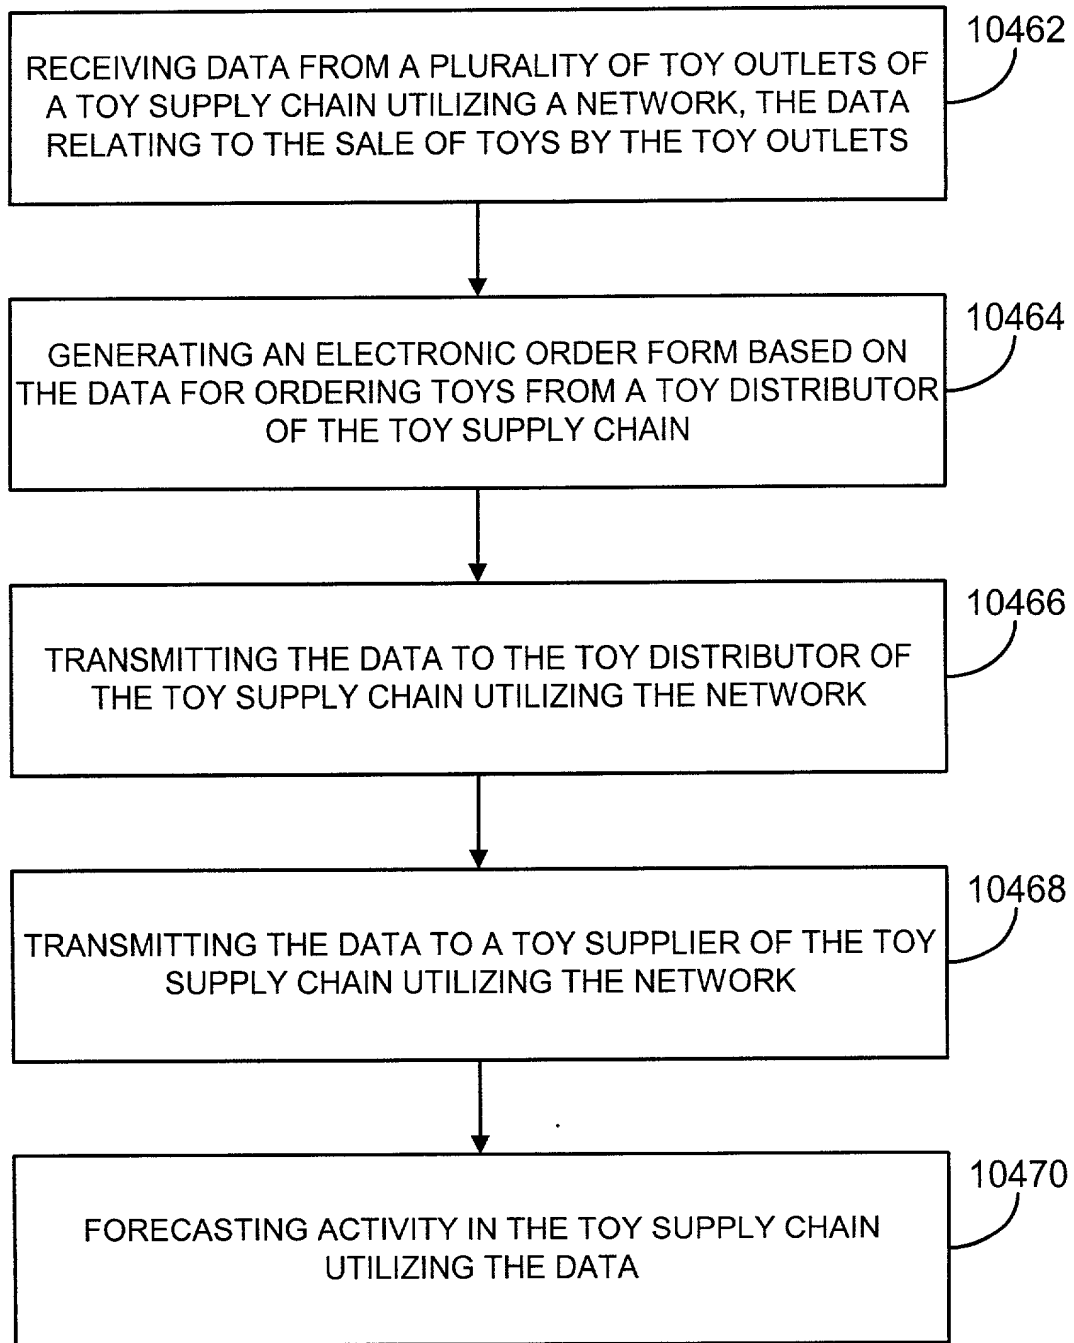 10462
RECEIVING DATA FROM A PLURALITY OF TOY OUTLETS OF
A TOY SUPPLY CHAIN UTILIZING A NETWORK, THE DATA
RELATING TO THE SALE OF TOYS BY THE TOY OUTLETS
10464
GENERATING AN ELECTRONIC ORDER FORM BASED ON
THE DATA FOR ORDERING TOYS FROM A TOY DISTRIBUTOR
OF THE TOY SUPPLY CHAIN
10466
TRANSMITTING THE DATA TO THE TOY DISTRIBUTOR OF
THE TOY SUPPLY CHAIN UTILIZING THE NETWORK
10468
TRANSMITTING THE DATA TO A TOY SUPPLIER OF THE TOY
SUPPLY CHAIN UTILIZING THE NETWORK
10470
FORECASTING ACTIVITY IN THE TOY SUPPLY CHAIN
UTILIZING THE DATA